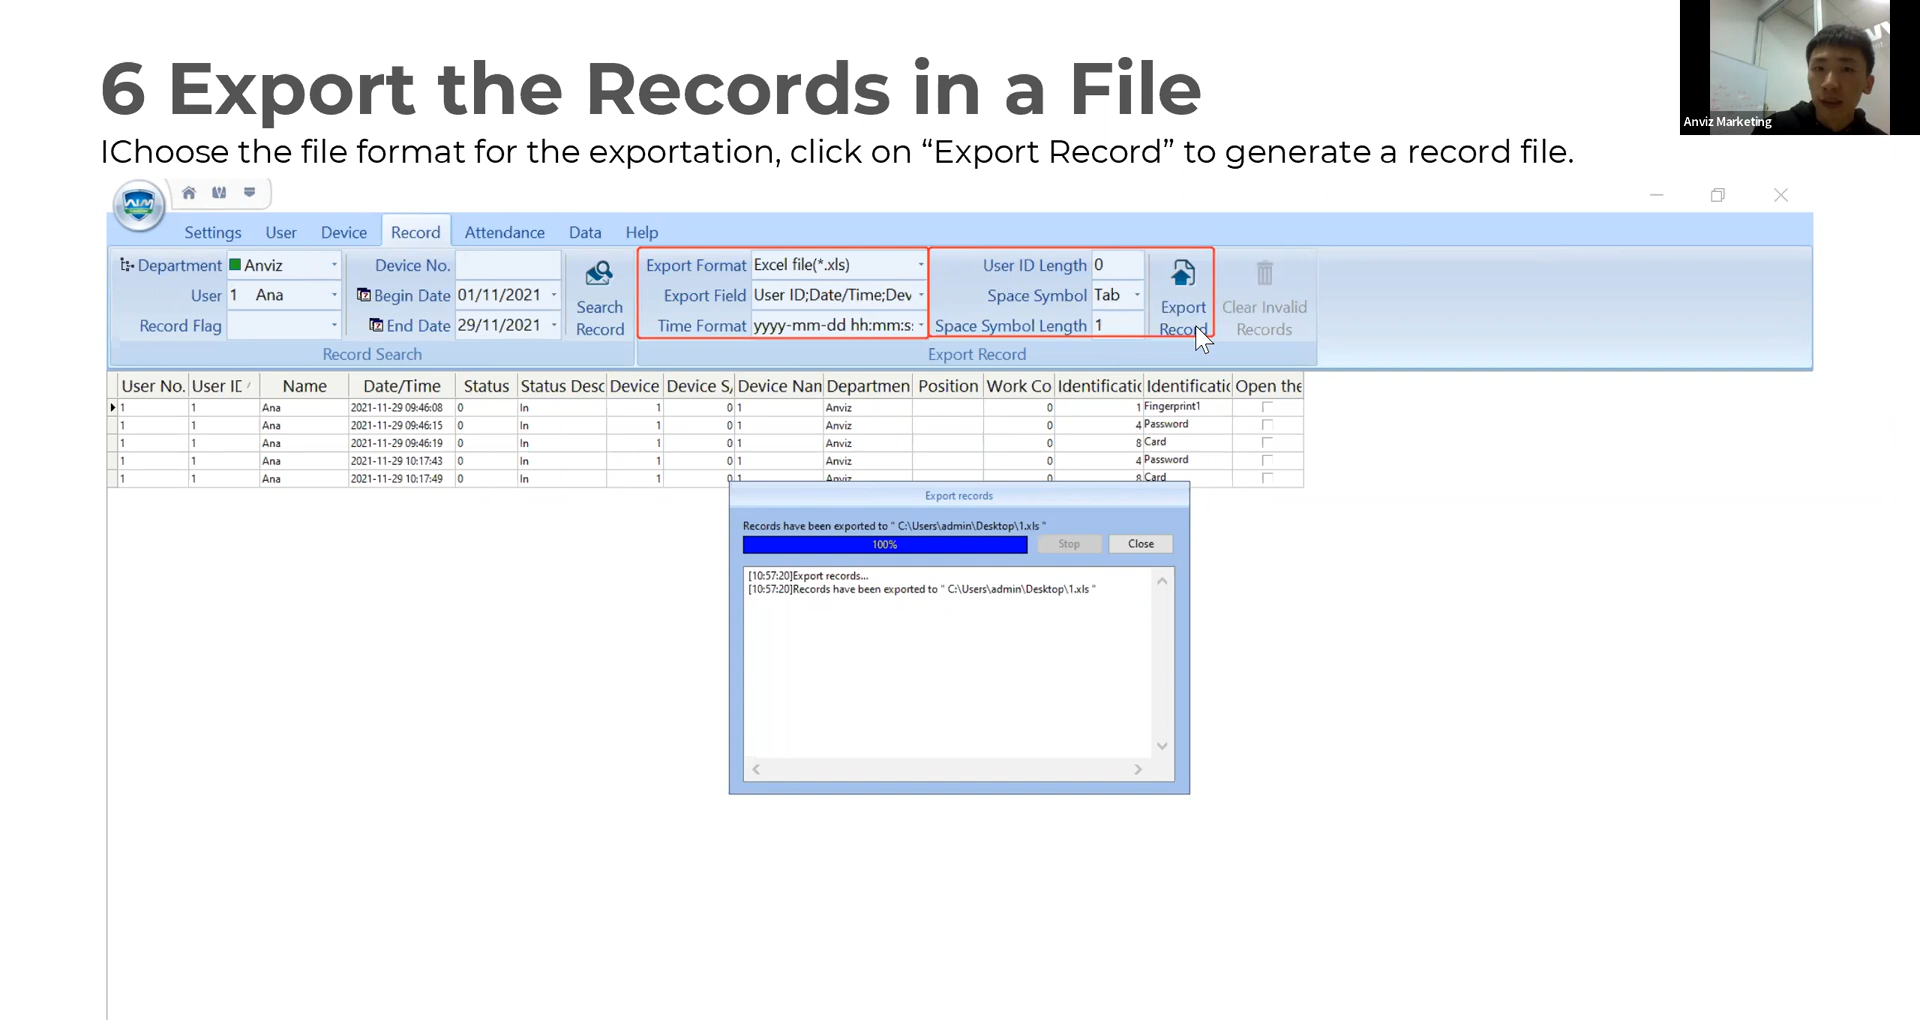 6 Export the Records in a File
IChoose the file format for the exportation, click on “Export Record” to generate a record file.
Anviz Marketing
Settings User Device Record Attendance Data Help
Department Anviz Device No. Export Format Excel file(*.xls) User ID Length 0
User 1 Ana Begin Date 01/11/2021 Export Field User ID;Date/Time;Dev Space Symbol Tab
Record Flag End Date 29/11/2021 Time Format yyyy-mm-dd hh:mm:s: Space Symbol Length 1
Search
Record
Export
Record
Clear Invalid
Records
Record Search Export Record
User No. User ID Name Date/Time Status Status Desc Device Device S/ Device Nan Departmen Position Work Co Identificatic Identificatic Open the
1 1 Ana 2021-11-29 09:46:08 0 In 1 0 1 Anviz 0 1 Fingerprint1
1 1 Ana 2021-11-29 09:46:15 0 In 1 0 1 Anviz 0 4 Password
1 1 Ana 2021-11-29 09:46:19 0 In 1 0 1 Anviz 0 8 Card
1 1 Ana 2021-11-29 10:17:43 0 In 1 0 1 Anviz 0 4 Password
1 1 Ana 2021-11-29 10:17:49 0 In 1 0 1 Anviz 0 8 Card
Export records
Records have been exported to " C:\Users\admin\Desktop\1.xls "
100% Stop Close
[10:57:20]Export records...
[10:57:20]Records have been exported to " C:\Users\admin\Desktop\1.xls "